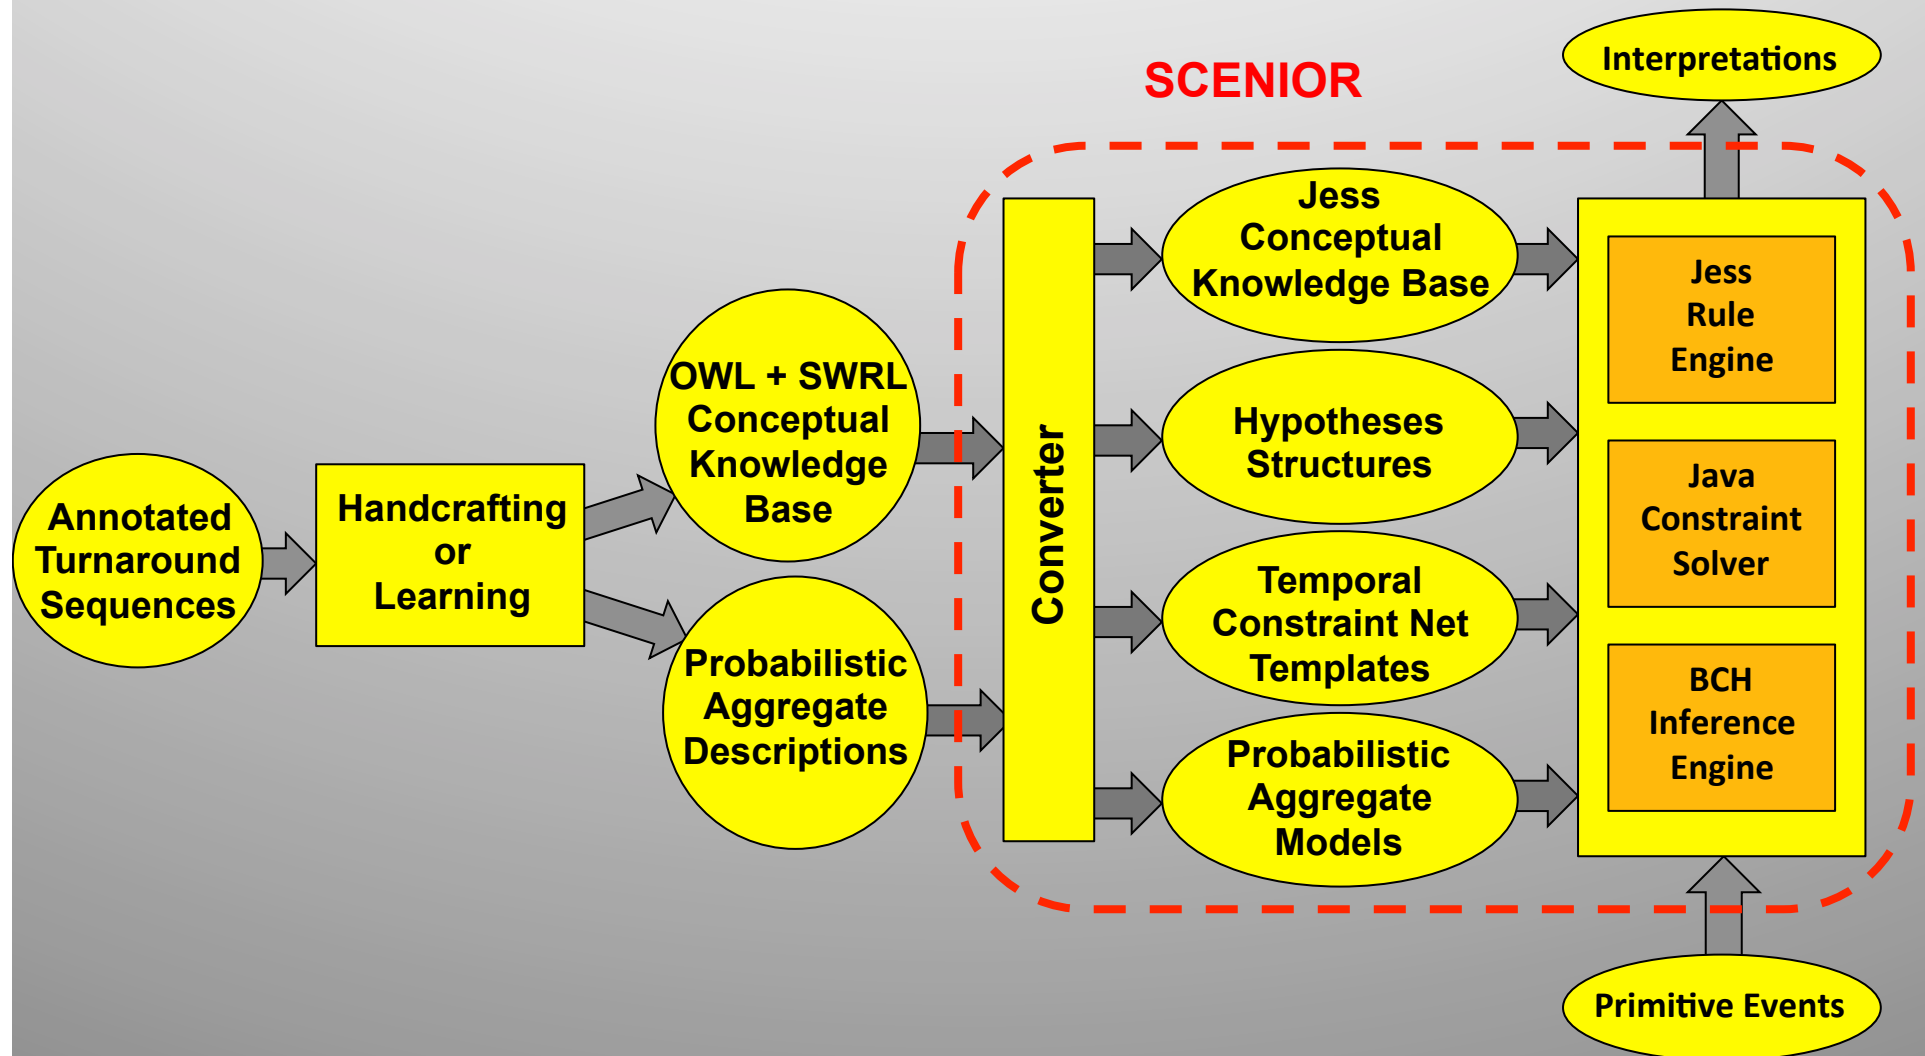 SCENIOR
Interpretations
Annotated
Turnaround
Sequences
Handcrafting
or
Learning
OWL + SWRL
Conceptual
Knowledge
Base
Probabilistic
Aggregate
Descriptions
Converter
Jess
Conceptual
Knowledge Base
Hypotheses
Structures
Temporal
Constraint Net
Templates
Probabilistic
Aggregate
Models
Jess
Rule
Engine
Java
Constraint
Solver
BCH
Inference
Engine
Primitive Events